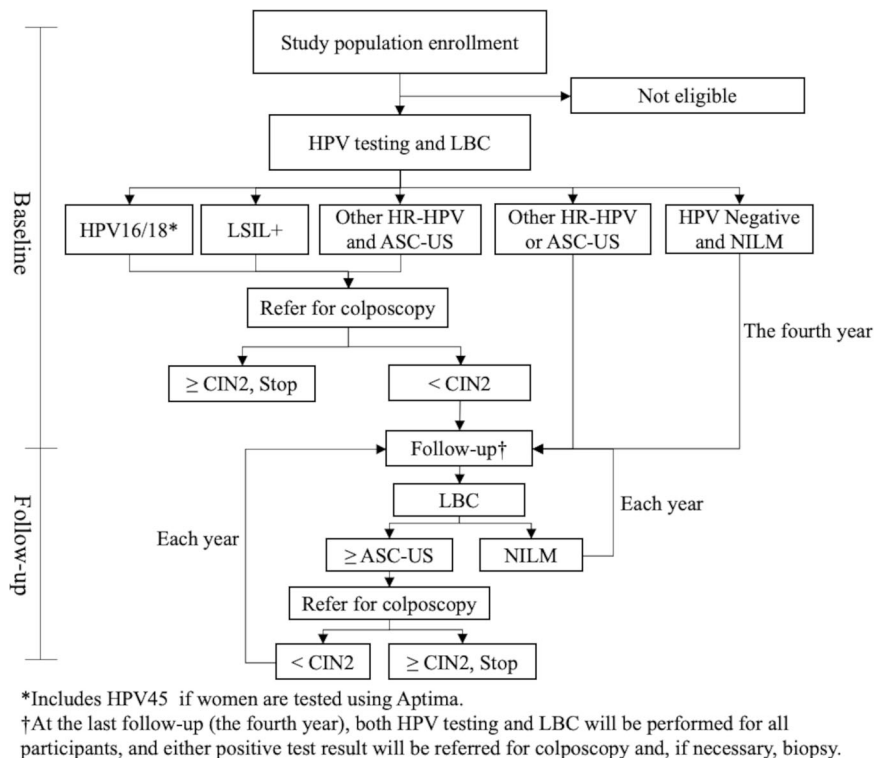 Study population enrollment
Not eligible
HPV testing and LBC
Baseline
HPV16/18*
LSIL+
Other HR-HPV
and ASC-US
Other HR-HPV
or ASC-US
HPV Negative
and NILM
Refer for colposcopy
The fourth year
≥ CIN2, Stop
< CIN2
Follow-up†
Follow-up
LBC
Each year
Each year
≥ ASC-US
NILM
Refer for colposcopy
< CIN2
≥ CIN2, Stop
*Includes HPV45 if women are tested using Aptima.
†At the last follow-up (the fourth year), both HPV testing and LBC will be performed for all
participants, and either positive test result will be referred for colposcopy and, if necessary, biopsy.